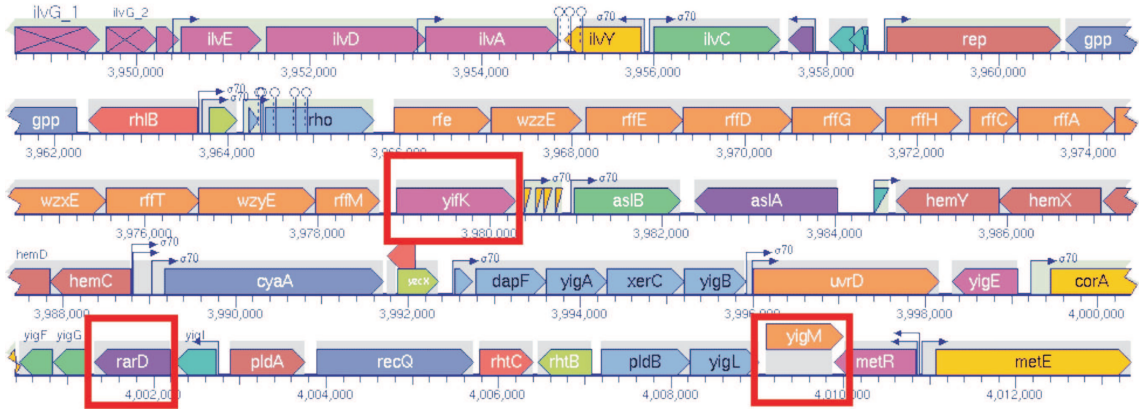 ilvG_1 ilvG_2
ilvE ilvD ilvA ilvY σ70 ilvC rep gpp
3,950,000 3,952,000 3,954,000 3,956,000 3,958,000 3,960,000
gpp rhlB σ70 σ70 rho rfe wzzE rffE rffD rffG rffH rffC rffA
3,962,000 3,964,000 3,966,000 3,968,000 3,970,000 3,972,000 3,974,000
wzxE rffT wzyE rffM yifK σ70 σ70 aslB aslA hemY hemX
3,976,000 3,978,000 3,980,000 3,982,000 3,984,000 3,986,000
hemD hemC σ70 σ70 cyaA σ70 dapF yigA xerC yigB σ70 uvrD yigE σ70 corA
3,988,000 3,990,000 3,992,000 3,994,000 3,996,000 3,998,000 4,000,000
yigF yigG rarD yigI pldA recQ rhtC rhtB pldB yigL yigM metR metE
4,002,000 4,004,000 4,006,000 4,008,000 4,010,000 4,012,000